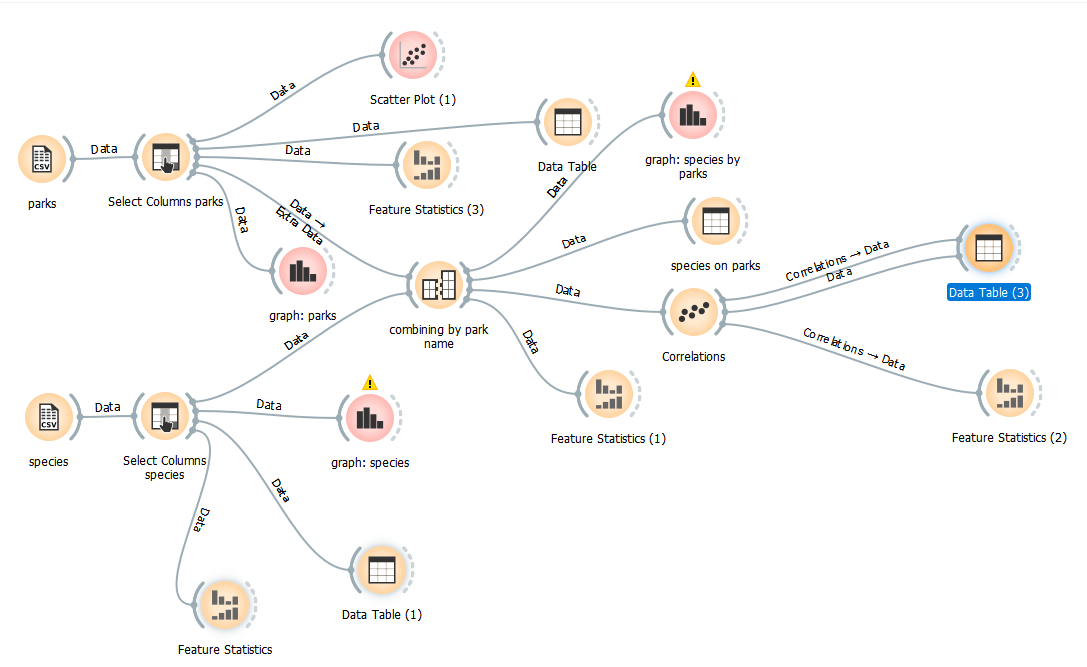 Data
Scatter Plot (1)
Data
Data Table
graph: species by
parks
Data
CSV
parks
Data
Select Columns parks
Data
Feature Statistics (3)
Data
Data →
Extra Data
Data
graph: parks
Data
species on parks
Correlations → Data
Data
Data Table (3)
combining by park
name
Data
Correlations
Correlations → Data
Data
Data
Feature Statistics (1)
Feature Statistics (2)
CSV
species
Data
Select Columns
species
Data
graph: species
Data
Data
Data Table (1)
Feature Statistics